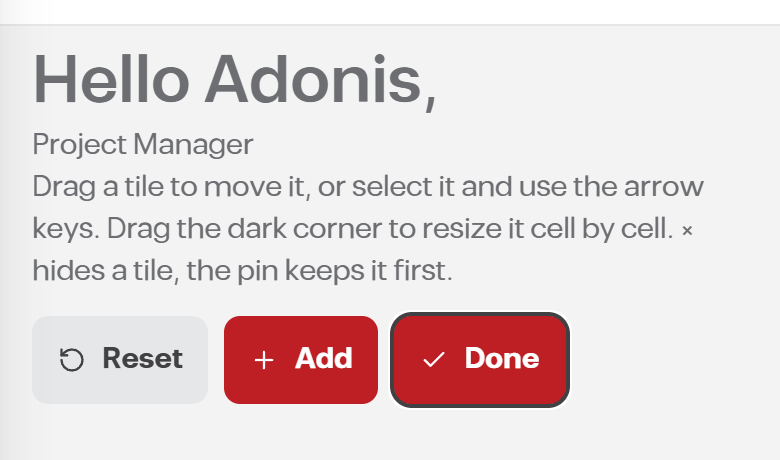 Hello Adonis,
Project Manager
Drag a tile to move it, or select it and use the arrow
keys. Drag the dark corner to resize it cell by cell. ×
hides a tile, the pin keeps it first.
Reset
Add
Done